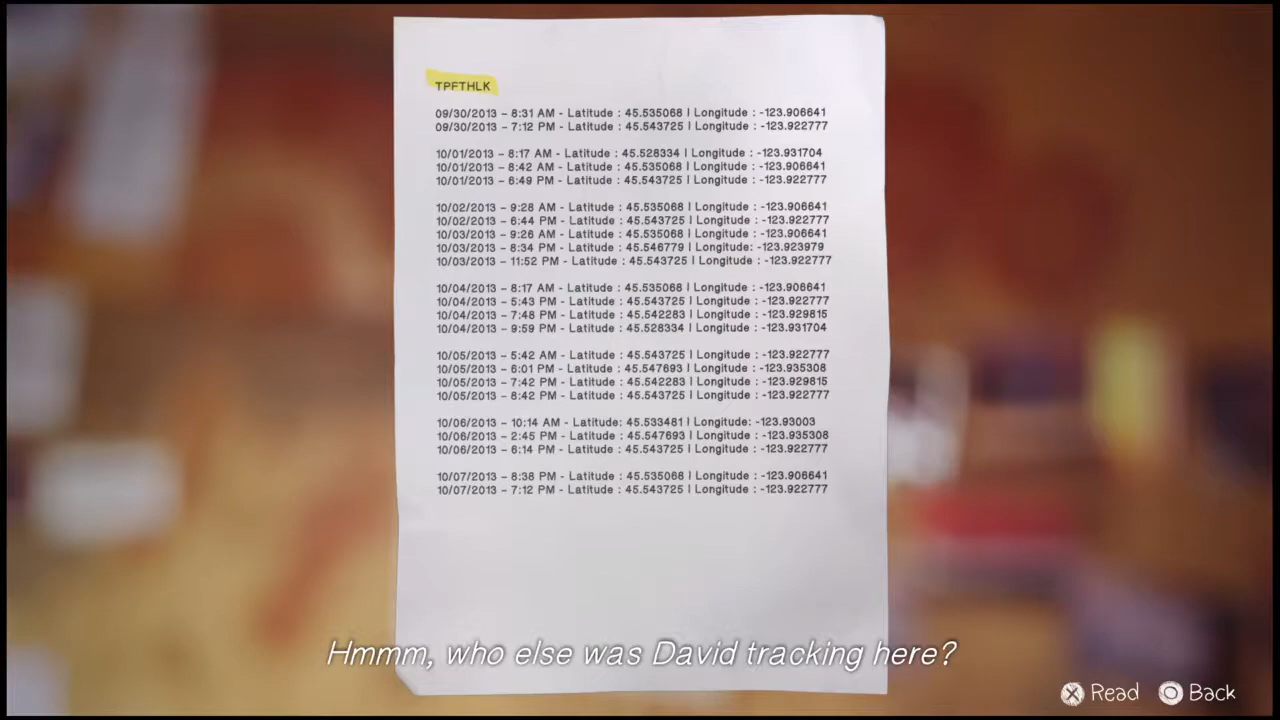 TPFTHLK
09/30/2013 – 8:31 AM - Latitude : 45.535068 | Longitude : -123.906641
09/30/2013 – 7:12 PM - Latitude : 45.543725 | Longitude : -123.922777
10/01/2013 – 8:17 AM - Latitude : 45.528334 | Longitude : -123.931704
10/01/2013 – 8:42 AM - Latitude : 45.535068 | Longitude : -123.906641
10/01/2013 – 6:49 PM - Latitude : 45.543725 | Longitude : -123.922777
10/02/2013 – 9:28 AM - Latitude : 45.535068 | Longitude : -123.906641
10/02/2013 – 6:44 PM - Latitude : 45.543725 | Longitude : -123.922777
10/03/2013 – 9:26 AM - Latitude : 45.535068 | Longitude : -123.906641
10/03/2013 – 8:34 PM - Latitude : 45.546779 | Longitude: -123.923979
10/03/2013 – 11:52 PM - Latitude : 45.543725 | Longitude : -123.922777
10/04/2013 – 8:17 AM - Latitude : 45.535068 | Longitude : -123.906641
10/04/2013 – 5:43 PM - Latitude : 45.543725 | Longitude : -123.922777
10/04/2013 – 7:48 PM - Latitude : 45.542283 | Longitude : -123.929815
10/04/2013 – 9:59 PM - Latitude : 45.528334 | Longitude : -123.931704
10/05/2013 – 5:42 AM - Latitude : 45.543725 | Longitude : -123.922777
10/05/2013 – 6:01 PM - Latitude : 45.547693 | Longitude : -123.935308
10/05/2013 – 7:42 PM - Latitude : 45.542283 | Longitude : -123.929815
10/05/2013 – 8:42 PM - Latitude : 45.543725 | Longitude : -123.922777
10/06/2013 – 10:14 AM - Latitude: 45.533481 | Longitude: -123.93003
10/06/2013 – 2:45 PM - Latitude : 45.547693 | Longitude : -123.935308
10/06/2013 – 6:14 PM - Latitude : 45.543725 | Longitude : -123.922777
10/07/2013 – 8:38 PM - Latitude : 45.535068 | Longitude : -123.906641
10/07/2013 – 7:12 PM - Latitude : 45.543725 | Longitude : -123.922777
Hmmm, who else was David tracking here?
Read Back